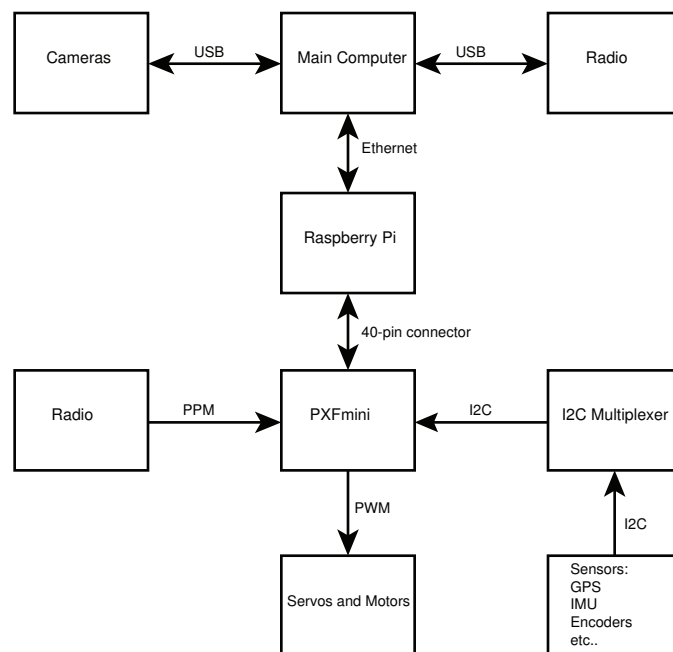 Cameras
USB
Main Computer
USB
Radio
Ethernet
Raspberry Pi
40-pin connector
Radio
PPM
PXFmini
I2C
I2C Multiplexer
PWM
I2C
Servos and Motors
Sensors:
GPS
IMU
Encoders
etc..